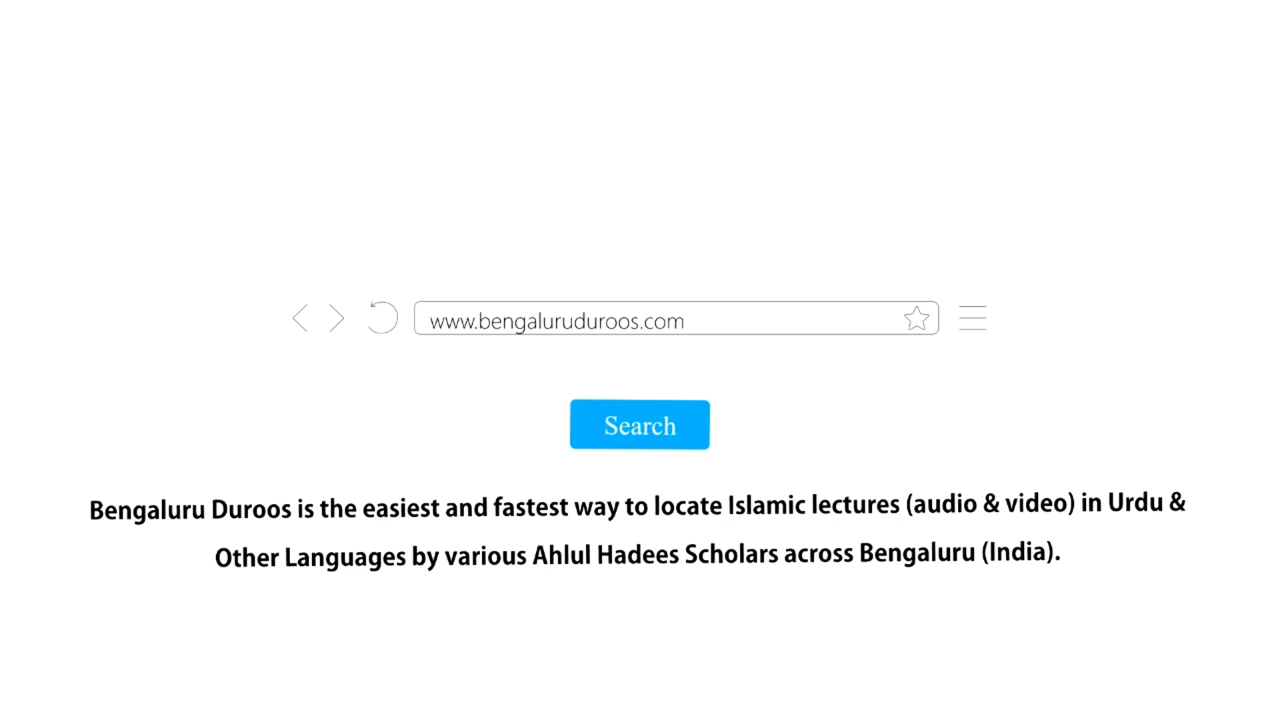 www.bengaluruduroos.com
Search
Bengaluru Duroos is the easiest and fastest way to locate Islamic lectures (audio & video) in Urdu &
Other Languages by various Ahlul Hadees Scholars across Bengaluru (India).